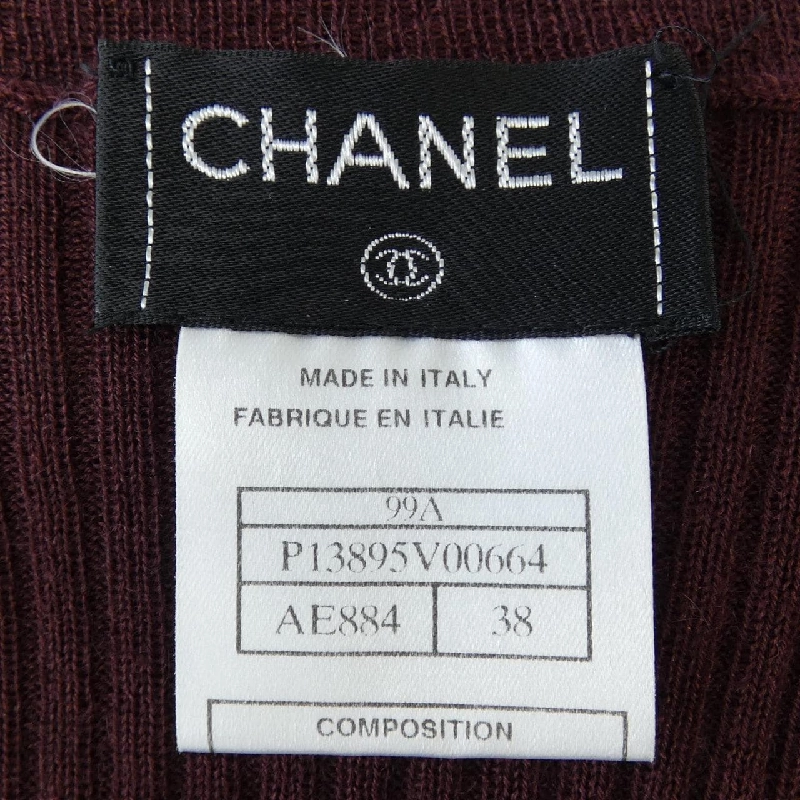 CHANEL
MADE IN ITALY
FABRIQUE EN ITALIE
99A
P13895V00664
AE884 38
COMPOSITION